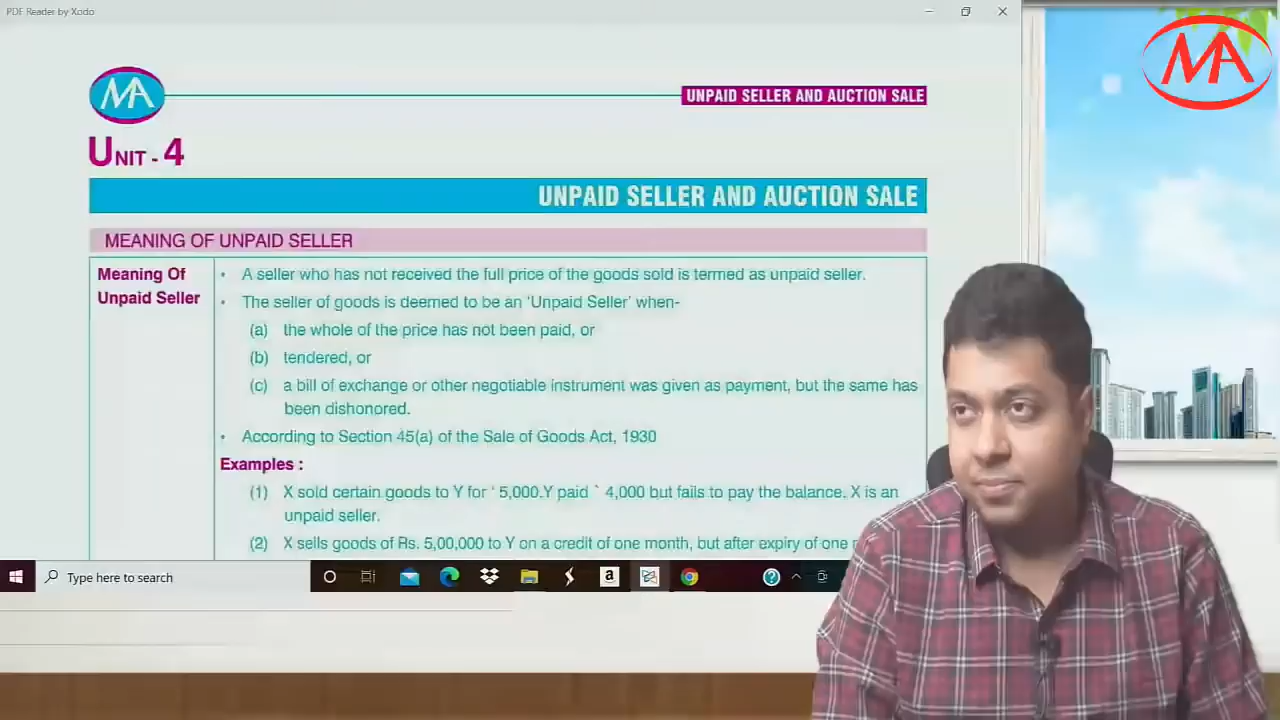 PDF Reader by Xodo
MA
MA
UNPAID SELLER AND AUCTION SALE
UNIT - 4
UNPAID SELLER AND AUCTION SALE
MEANING OF UNPAID SELLER
Meaning Of
Unpaid Seller
• A seller who has not received the full price of the goods sold is termed as unpaid seller.
• The seller of goods is deemed to be an ‘Unpaid Seller’ when-
(a) the whole of the price has not been paid, or
(b) tendered, or
(c) a bill of exchange or other negotiable instrument was given as payment, but the same has
been dishonored.
• According to Section 45(a) of the Sale of Goods Act, 1930
Examples :
(1) X sold certain goods to Y for ‘ 5,000.Y paid ` 4,000 but fails to pay the balance. X is an
unpaid seller.
(2) X sells goods of Rs. 5,00,000 to Y on a credit of one month, but after expiry of one
Type here to search
a